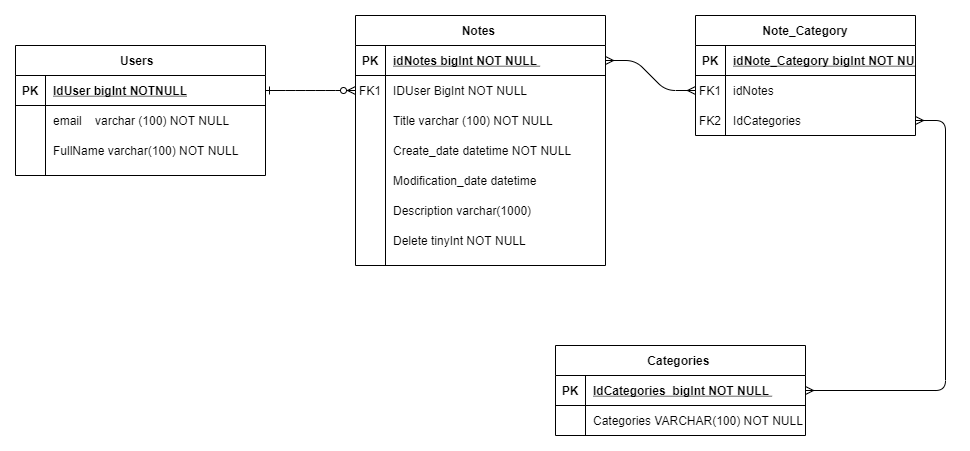 Users
PK IdUser bigInt NOTNULL
email varchar (100) NOT NULL
FullName varchar(100) NOT NULL
Notes
PK idNotes bigInt NOT NULL
FK1 IDUser BigInt NOT NULL
Title varchar (100) NOT NULL
Create_date datetime NOT NULL
Modification_date datetime
Description varchar(1000)
Delete tinyInt NOT NULL
Note_Category
PK idNote_Category bigInt NOT NU
FK1 idNotes
FK2 IdCategories
Categories
PK IdCategories bigInt NOT NULL
Categories VARCHAR(100) NOT NULL